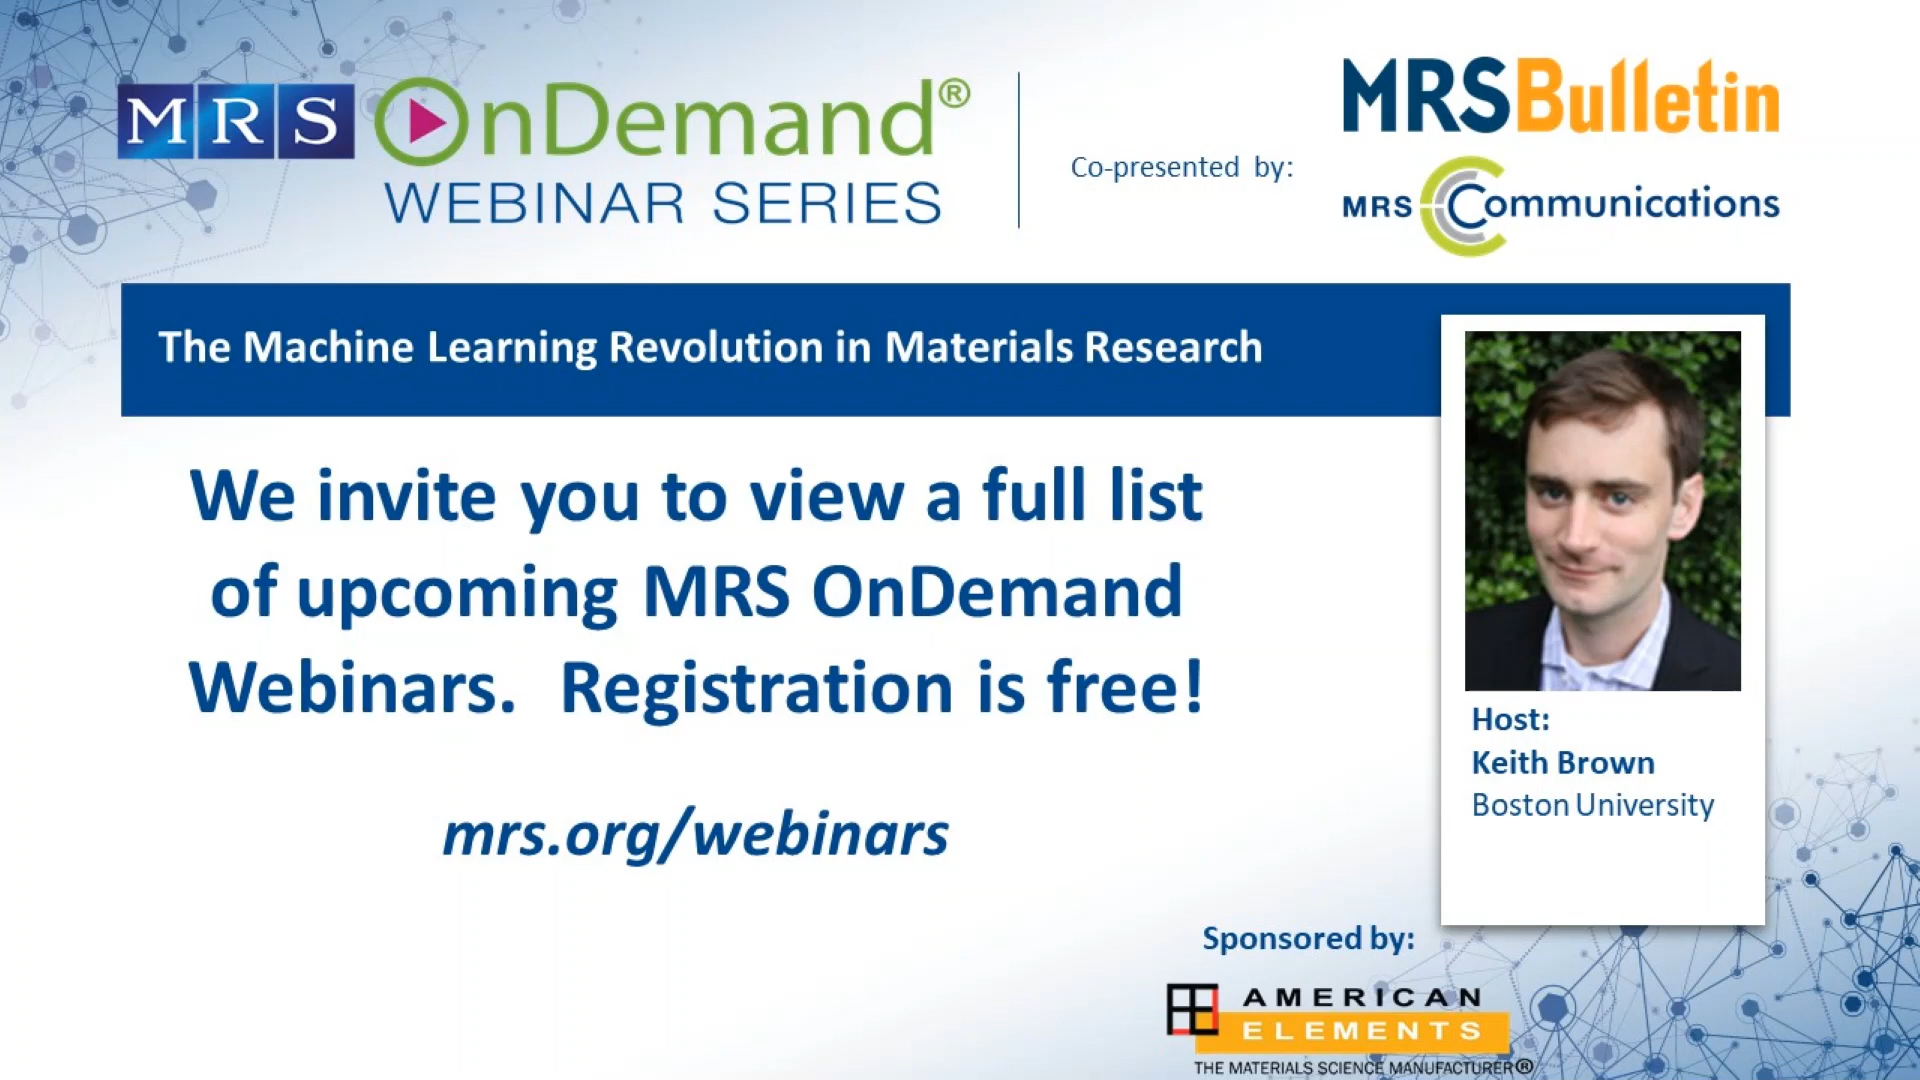 MRS OnDemand®
WEBINAR SERIES
Co-presented by:
MRS Bulletin
MRS Communications
The Machine Learning Revolution in Materials Research
We invite you to view a full list
of upcoming MRS OnDemand
Webinars. Registration is free!
mrs.org/webinars
Host:
Keith Brown
Boston University
Sponsored by:
AMERICAN
ELEMENTS
THE MATERIALS SCIENCE MANUFACTURER®